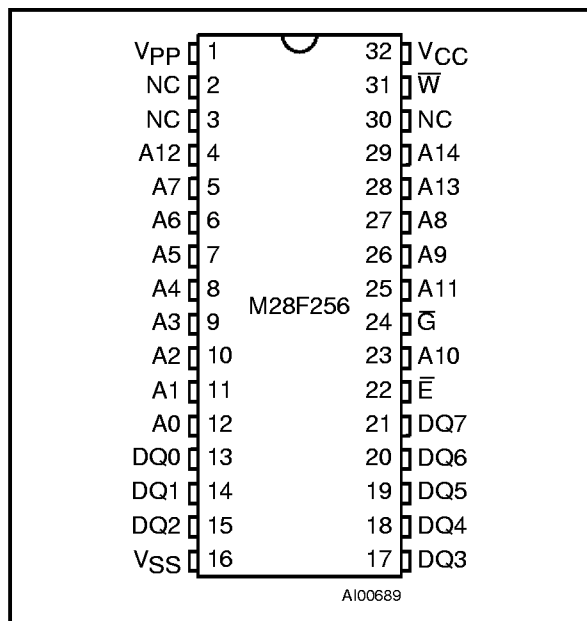 VPP 1 32 VCC
NC 2 31 W̅
NC 3 30 NC
A12 4 29 A14
A7 5 28 A13
A6 6 27 A8
A5 7 26 A9
A4 8 25 A11
M28F256
A3 9 24 G̅
A2 10 23 A10
A1 11 22 E̅
A0 12 21 DQ7
DQ0 13 20 DQ6
DQ1 14 19 DQ5
DQ2 15 18 DQ4
VSS 16 17 DQ3
AI00689